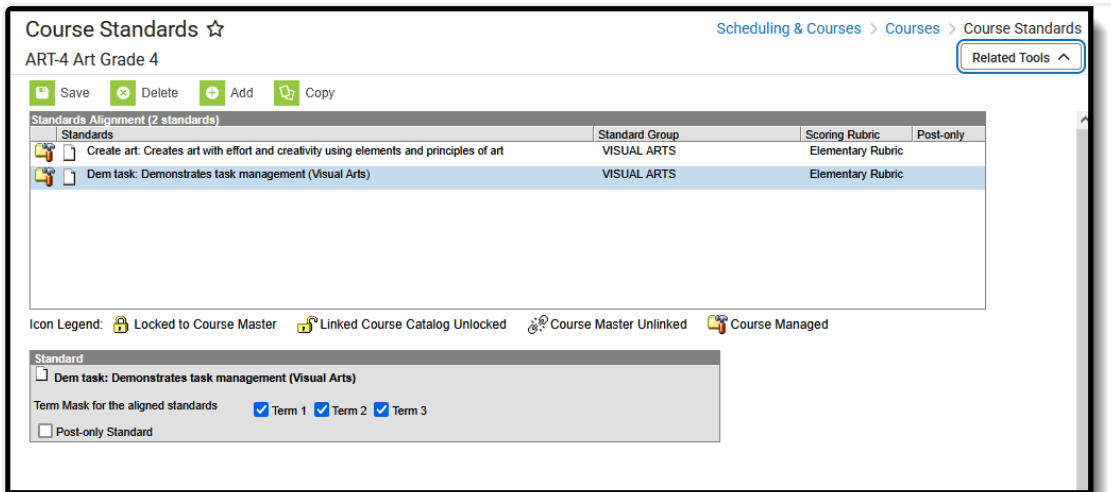 Course Standards
Scheduling & Courses > Courses > Course Standards
ART-4 Art Grade 4
Related Tools
Save Delete Add Copy
Standards Alignment (2 standards)
Standards Standard Group Scoring Rubric Post-only
Create art: Creates art with effort and creativity using elements and principles of art VISUAL ARTS Elementary Rubric
Dem task: Demonstrates task management (Visual Arts) VISUAL ARTS Elementary Rubric
Icon Legend: Locked to Course Master Linked Course Catalog Unlocked Course Master Unlinked Course Managed
Standard
Dem task: Demonstrates task management (Visual Arts)
Term Mask for the aligned standards Term 1 Term 2 Term 3
Post-only Standard